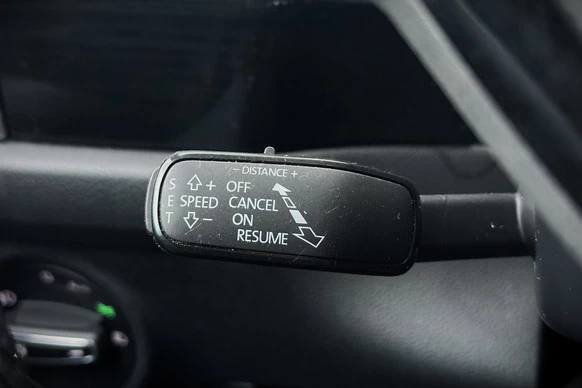 - DISTANCE +
S + OFF
E SPEED CANCEL
T - ON
RESUME